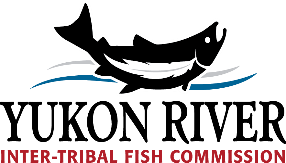 YUKON RIVER
INTER-TRIBAL FISH COMMISSION